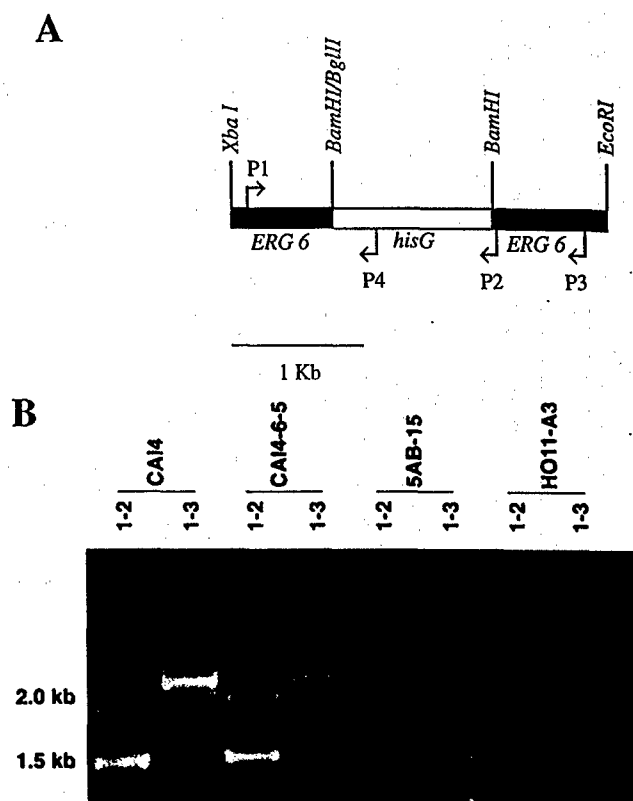 A
Xba I
BamHI/BglII
BamHI
EcoRI
P1
ERG 6
hisG
ERG 6
P4
P2
P3
1 Kb
B
CAI4
CAI4-6-5
5AB-15
HO11-A3
1-2
1-3
1-2
1-3
1-2
1-3
1-2
1-3
2.0 kb
1.5 kb